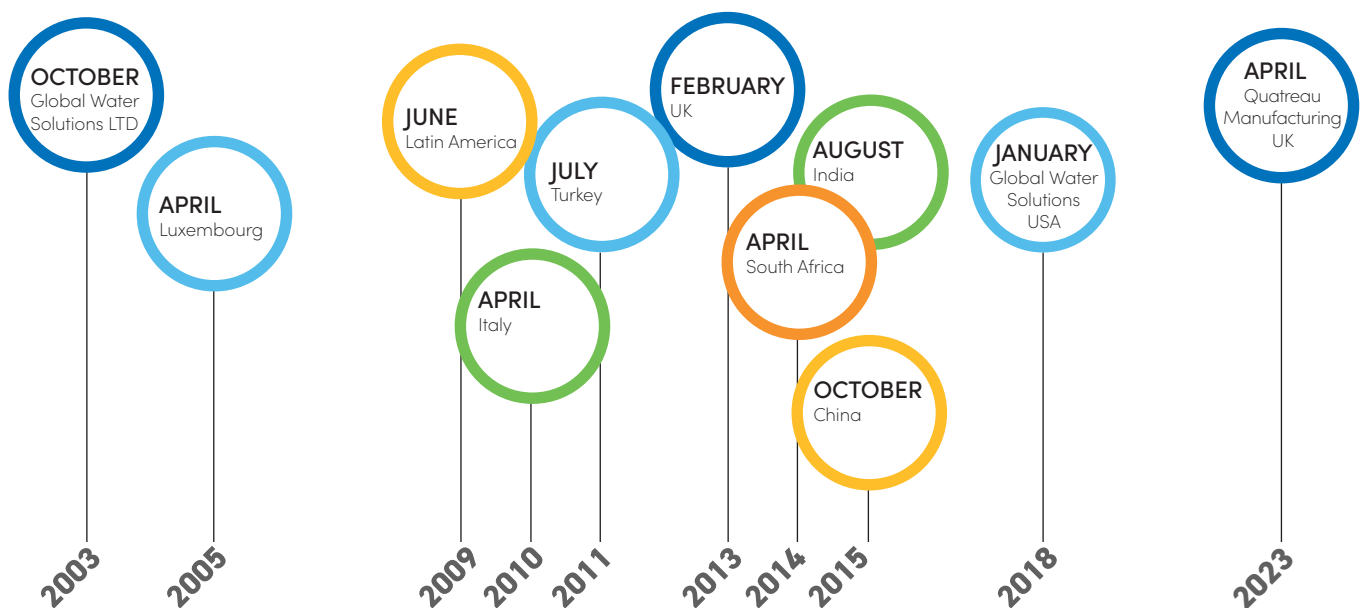 OCTOBER
Global Water
Solutions LTD
APRIL
Luxembourg
JUNE
Latin America
APRIL
Italy
JULY
Turkey
FEBRUARY
UK
APRIL
South Africa
AUGUST
India
OCTOBER
China
JANUARY
Global Water
Solutions
USA
APRIL
Quatreau
Manufacturing
UK
2003
2005
2009
2010
2011
2013
2014
2015
2018
2023